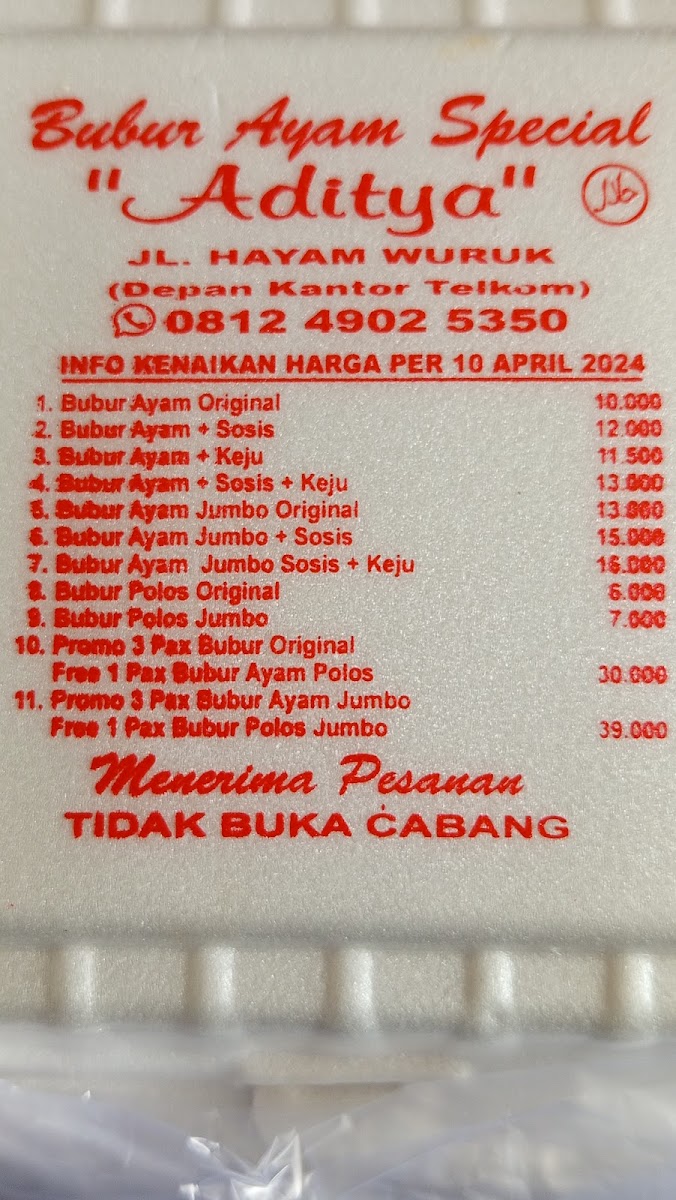 Bubur Ayam Special
"Aditya" حلال
JL. HAYAM WURUK
(Depan Kantor Telkom)
0812 4902 5350
INFO KENAIKAN HARGA PER 10 APRIL 2024
1. Bubur Ayam Original 10.000
2. Bubur Ayam + Sosis 12.000
3. Bubur Ayam + Keju 11.500
4. Bubur Ayam + Sosis + Keju 13.000
5. Bubur Ayam Jumbo Original 13.000
6. Bubur Ayam Jumbo + Sosis 15.000
7. Bubur Ayam Jumbo Sosis + Keju 16.000
8. Bubur Polos Original 6.000
9. Bubur Polos Jumbo 7.000
10. Promo 3 Pax Bubur Original
Free 1 Pax Bubur Ayam Polos 30.000
11. Promo 3 Pax Bubur Ayam Jumbo
Free 1 Pax Bubur Polos Jumbo 39.000
Menerima Pesanan
TIDAK BUKA CABANG